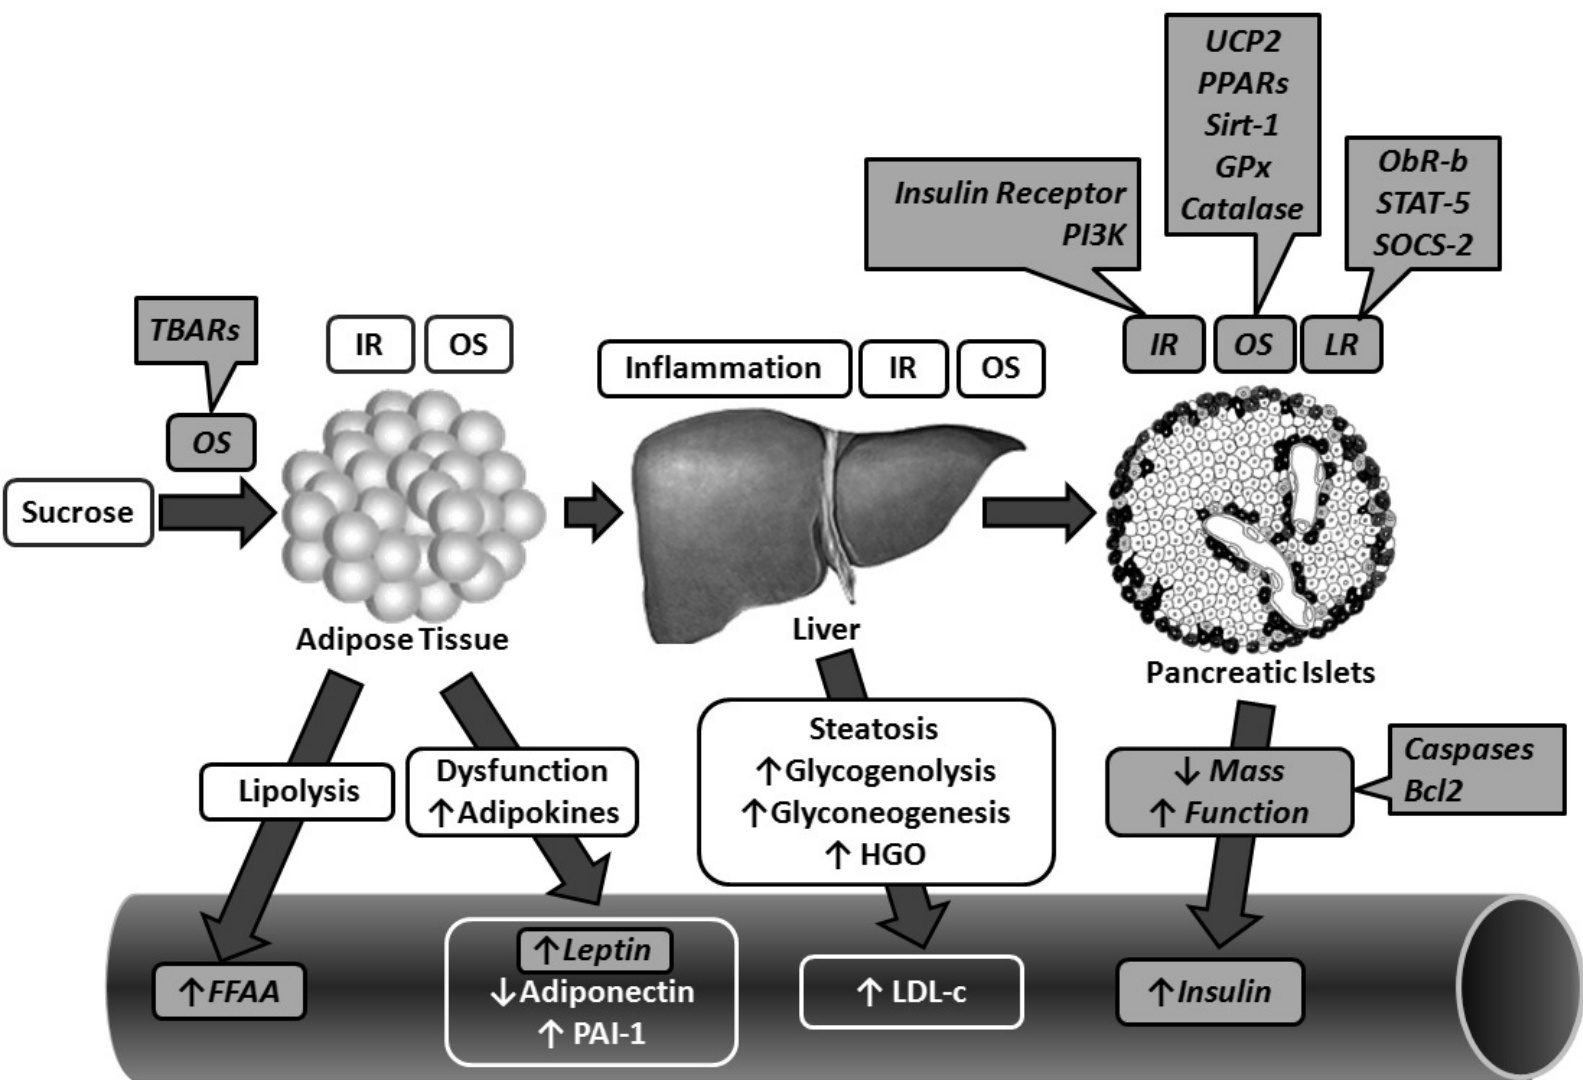 UCP2
PPARs
Sirt-1
GPx
Catalase
Insulin Receptor
PI3K
ObR-b
STAT-5
SOCS-2
TBARs
OS
IR
OS
Inflammation
IR
OS
IR
OS
LR
Sucrose
Adipose Tissue
Liver
Pancreatic Islets
Lipolysis
Dysfunction
↑Adipokines
Steatosis
↑Glycogenolysis
↑Glyconeogenesis
↑ HGO
↓ Mass
↑ Function
Caspases
Bcl2
↑FFAA
↑Leptin
↓Adiponectin
↑ PAI-1
↑ LDL-c
↑Insulin